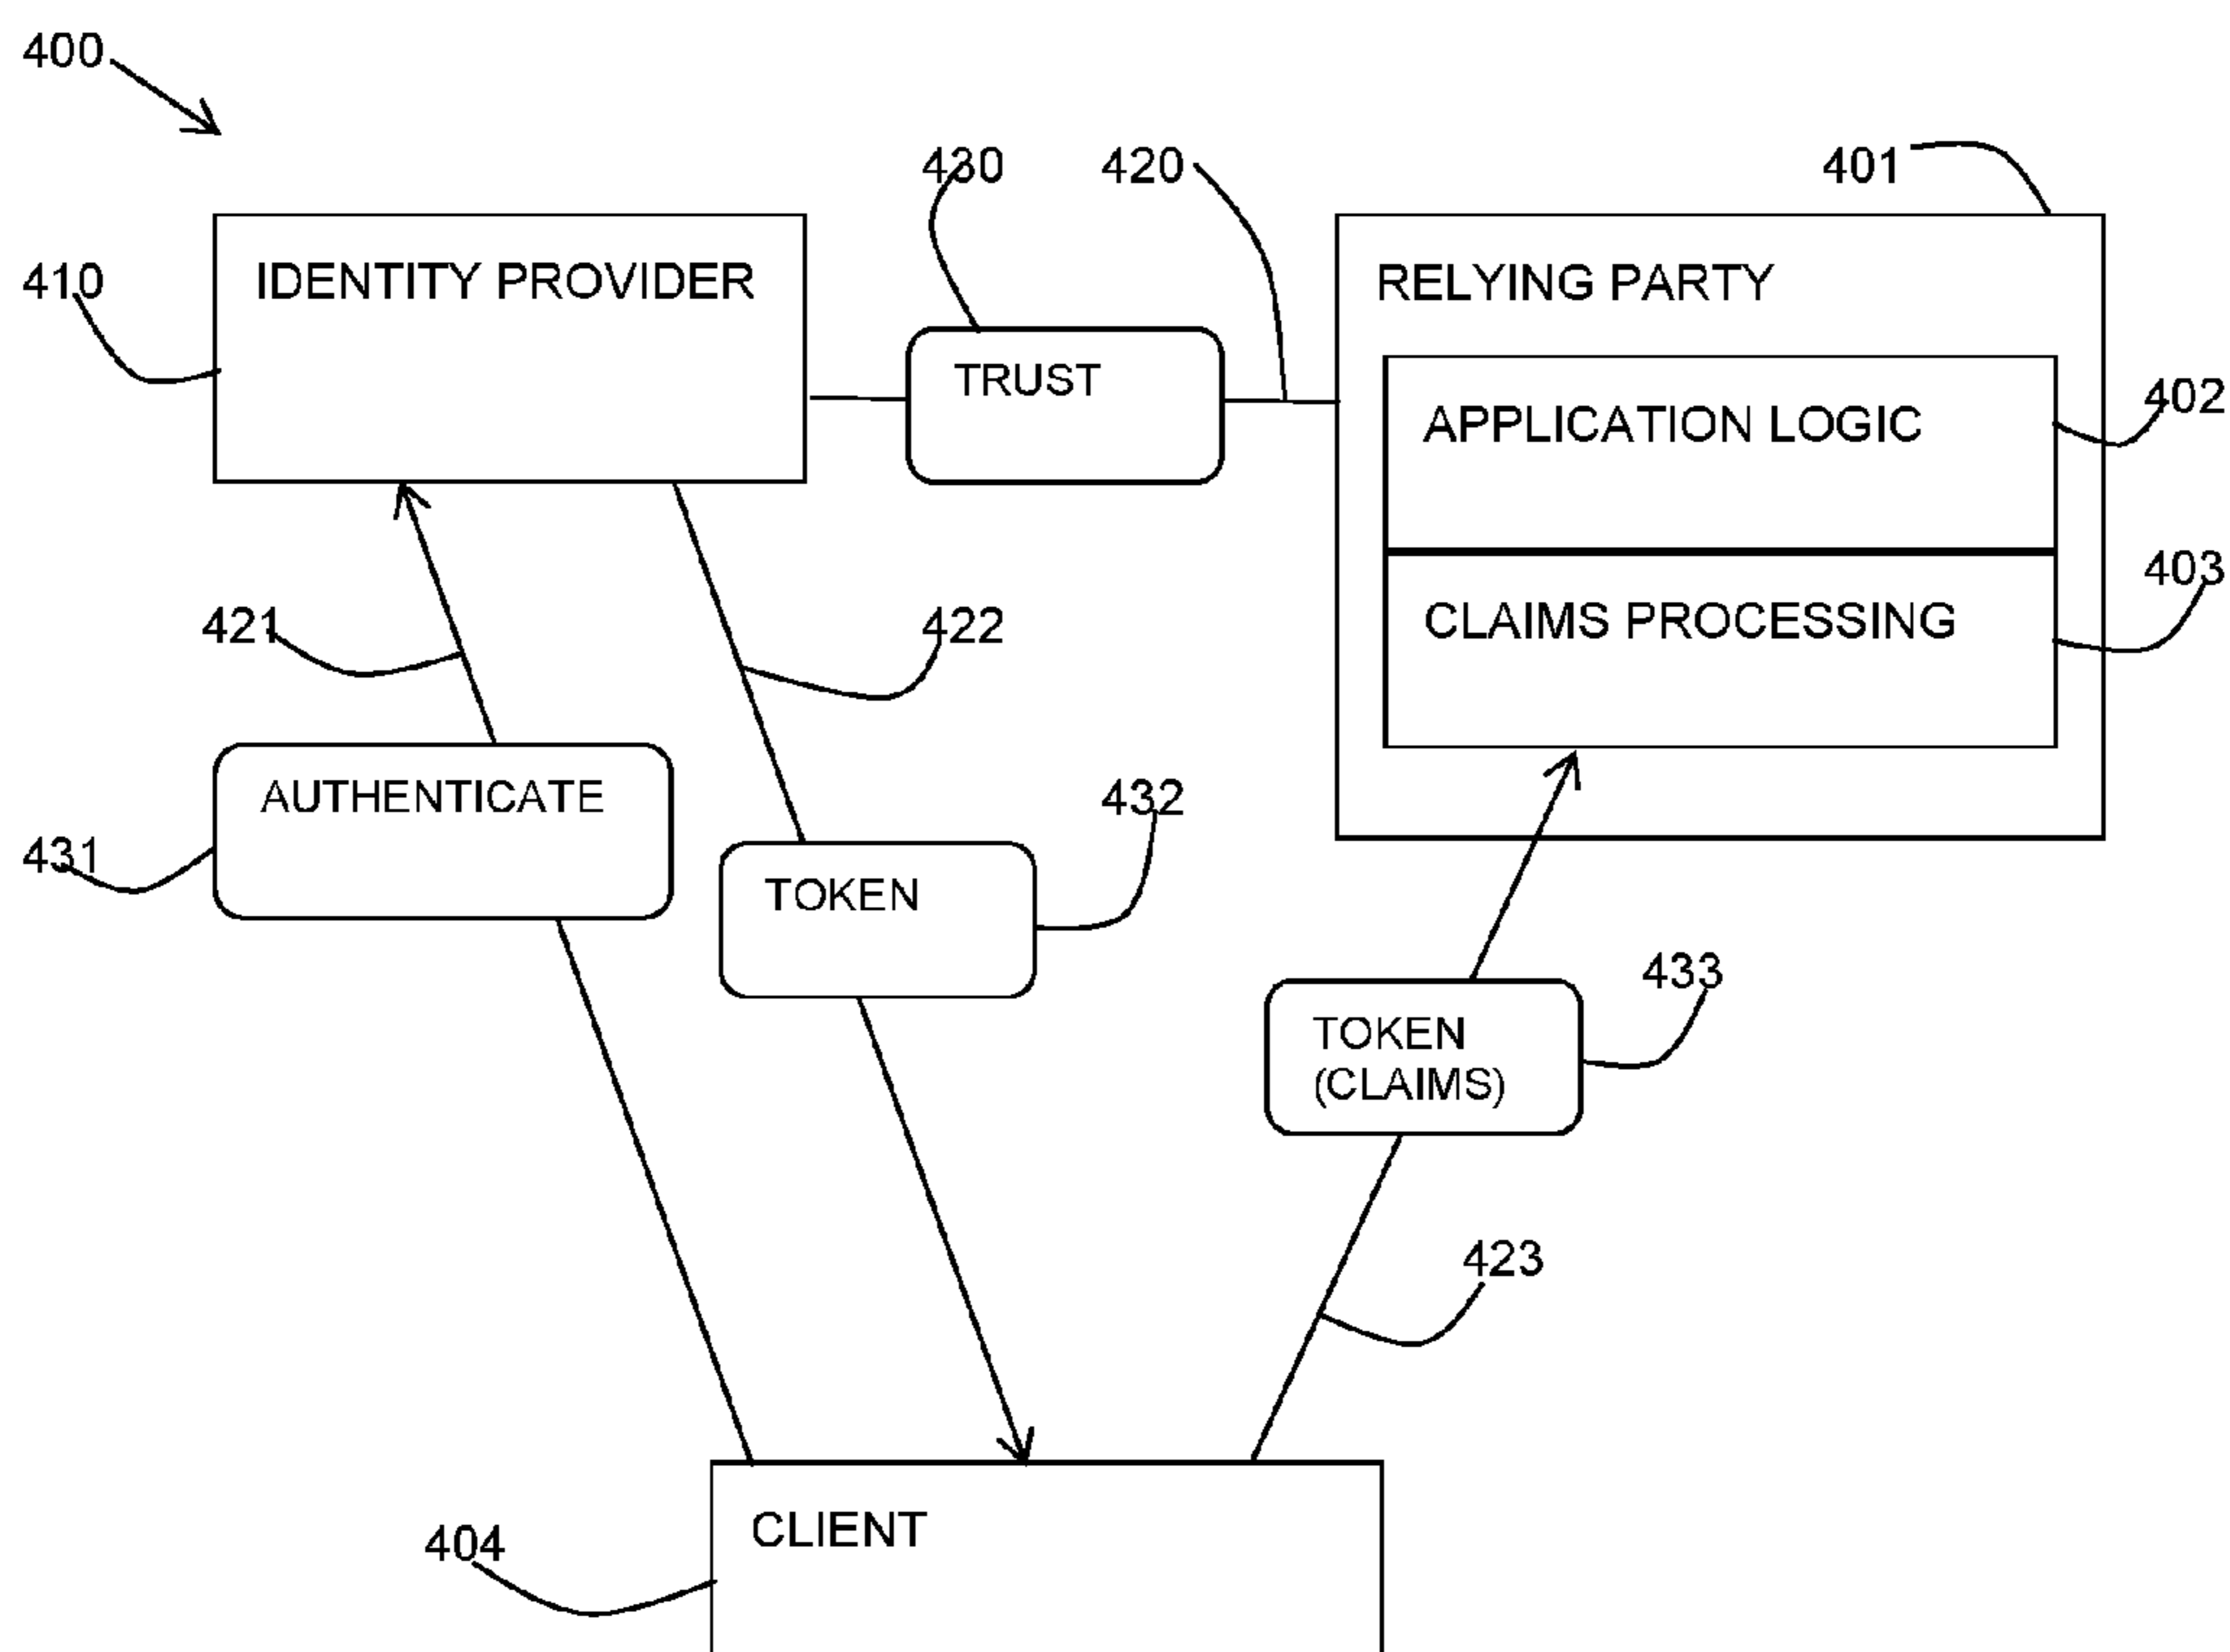 400
430
420
401
410
IDENTITY PROVIDER
RELYING PARTY
TRUST
402
APPLICATION LOGIC
403
421
422
CLAIMS PROCESSING
AUTHENTICATE
432
431
TOKEN
433
TOKEN
(CLAIMS)
423
CLIENT
404